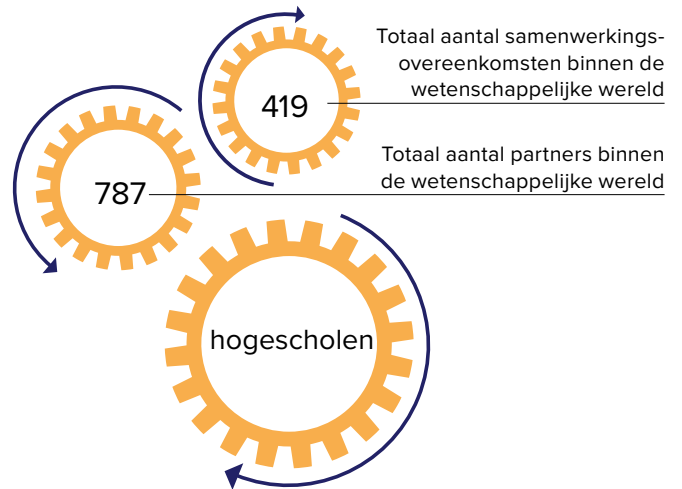 Totaal aantal samenwerkings-
overeenkomsten binnen de
wetenschappelijke wereld
419
Totaal aantal partners binnen
de wetenschappelijke wereld
787
hogescholen